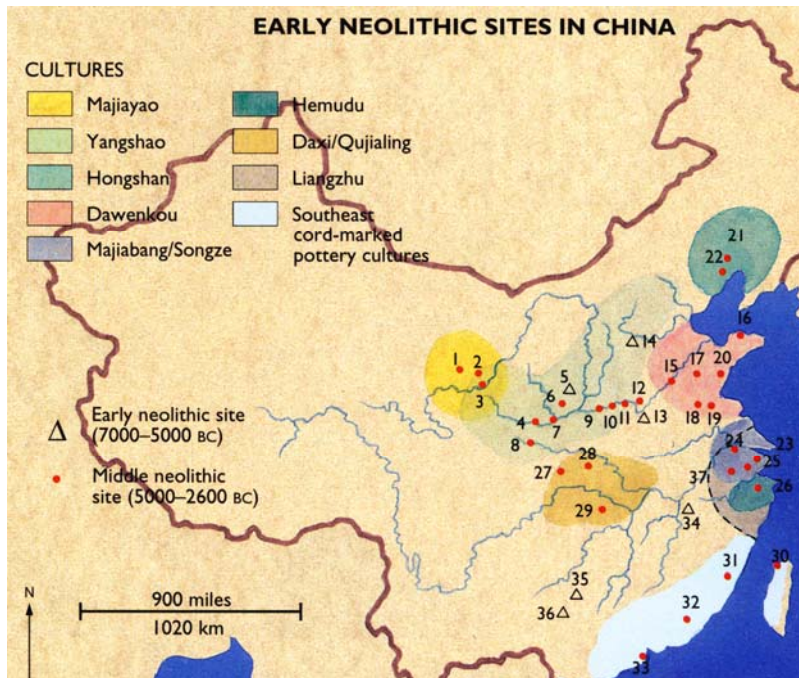 EARLY NEOLITHIC SITES IN CHINA
CULTURES
Majiayao
Yangshao
Hongshan
Dawenkou
Majiabang/Songze
Hemudu
Daxi/Qujialing
Liangzhu
Southeast
cord-marked
pottery cultures
21
22
16
14
15
17
20
1
2
3
5
6
4
7
9
10
11
12
13
18
19
8
Early neolithic site
(7000–5000 BC)
Middle neolithic
site (5000–2600 BC)
23
24
25
26
37
27
28
29
34
35
36
30
31
32
33
N
900 miles
1020 km